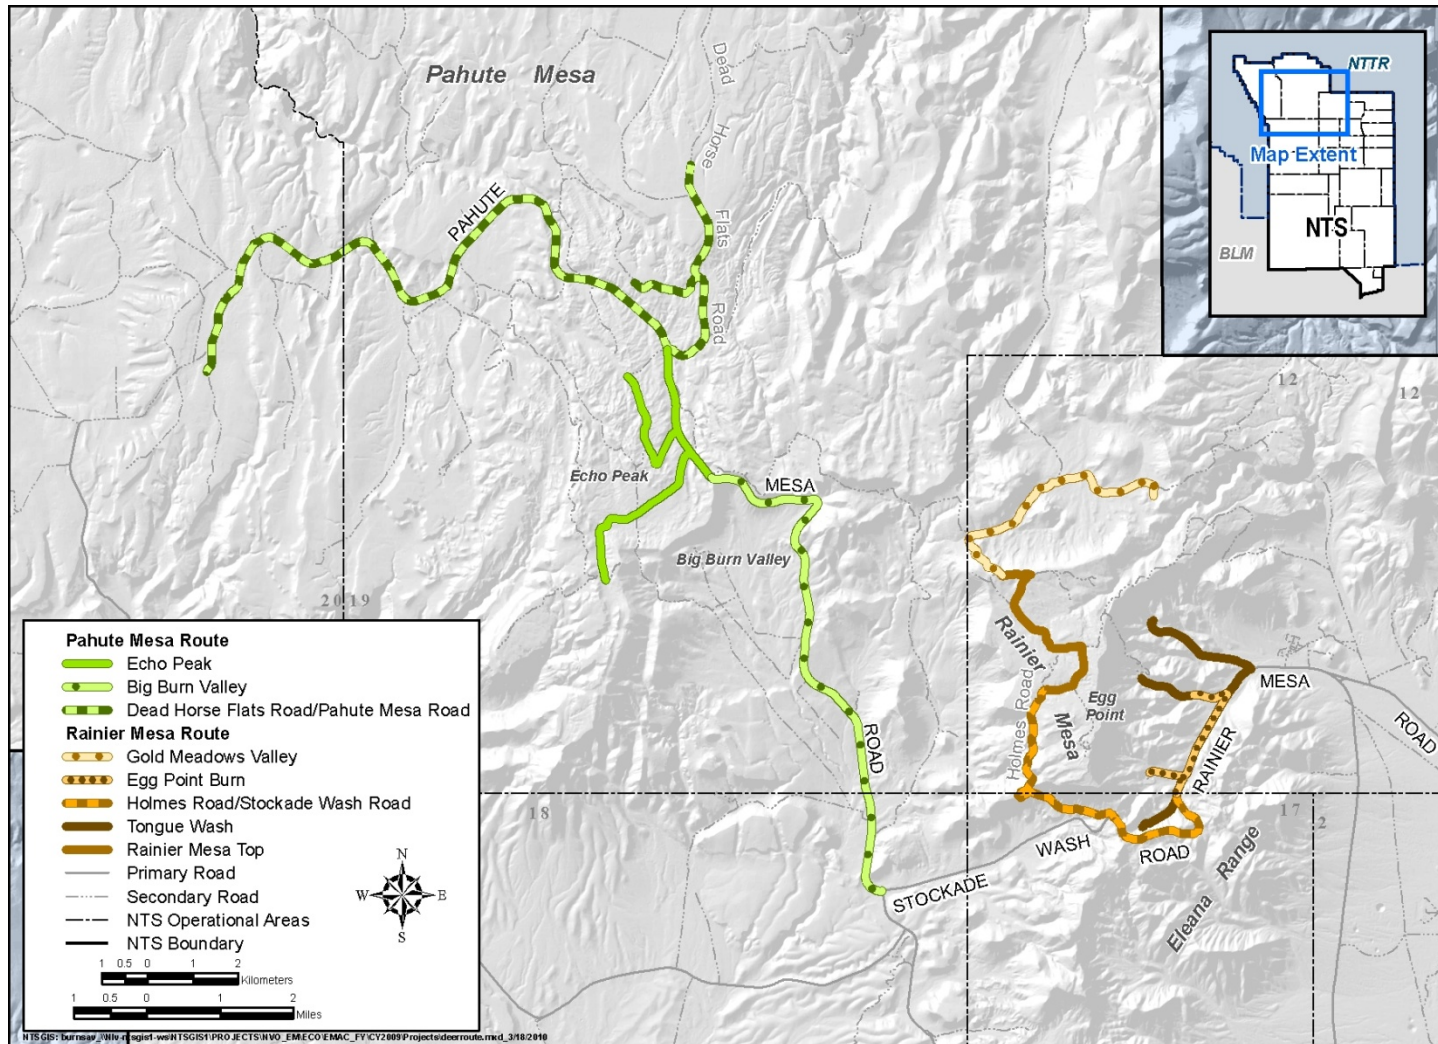 Pahute Mesa
Dead
Horse
Flats
Road
PAHUTE
NTTR
Map Extent
NTS
BLM
12
12
Echo Peak
MESA
Big Burn Valley
20 19
Rainier
Mesa
Holmes Road
Egg
Point
MESA
ROAD
RAINIER
ROAD
18
17
2
WASH
ROAD
STOCKADE
Eleana Range
Pahute Mesa Route
Echo Peak
Big Burn Valley
Dead Horse Flats Road/Pahute Mesa Road
Rainier Mesa Route
Gold Meadows Valley
Egg Point Burn
Holmes Road/Stockade Wash Road
Tongue Wash
Rainier Mesa Top
Primary Road
Secondary Road
NTS Operational Areas
NTS Boundary
N
W E
S
1 0.5 0 1 2
Kilometers
1 0.5 0 1 2
Miles